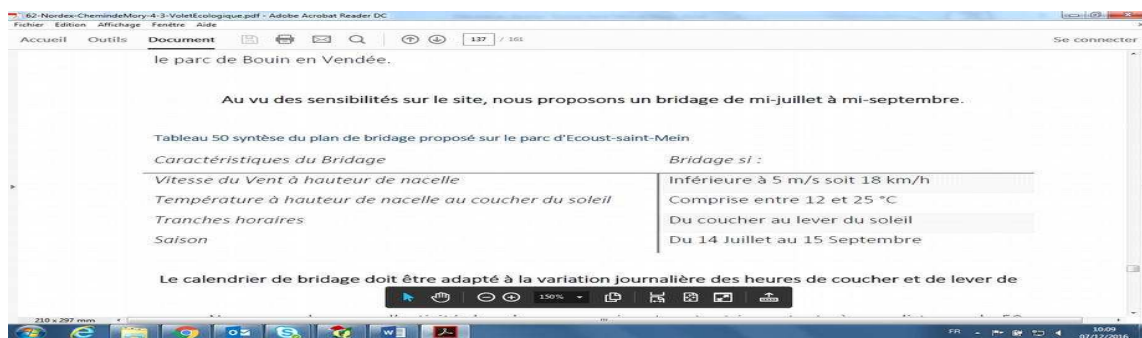 62-Nordex-ChemindeMory-4-3-VoletEcologique.pdf - Adobe Acrobat Reader DC
Fichier Edition Affichage Fenêtre Aide
Accueil Outils Document 137 / 161 Se connecter
le parc de Bouin en Vendée.
Au vu des sensibilités sur le site, nous proposons un bridage de mi-juillet à mi-septembre.
Tableau 50 syntèse du plan de bridage proposé sur le parc d'Ecoust-saint-Mein
Caractéristiques du Bridage Bridage si :
Vitesse du Vent à hauteur de nacelle Inférieure à 5 m/s soit 18 km/h
Température à hauteur de nacelle au coucher du soleil Comprise entre 12 et 25 °C
Tranches horaires Du coucher au lever du soleil
Saison Du 14 Juillet au 15 Septembre
Le calendrier de bridage doit être adapté à la variation journalière des heures de coucher et de lever de
150%
210 x 297 mm
FR 10:09
07/12/2016